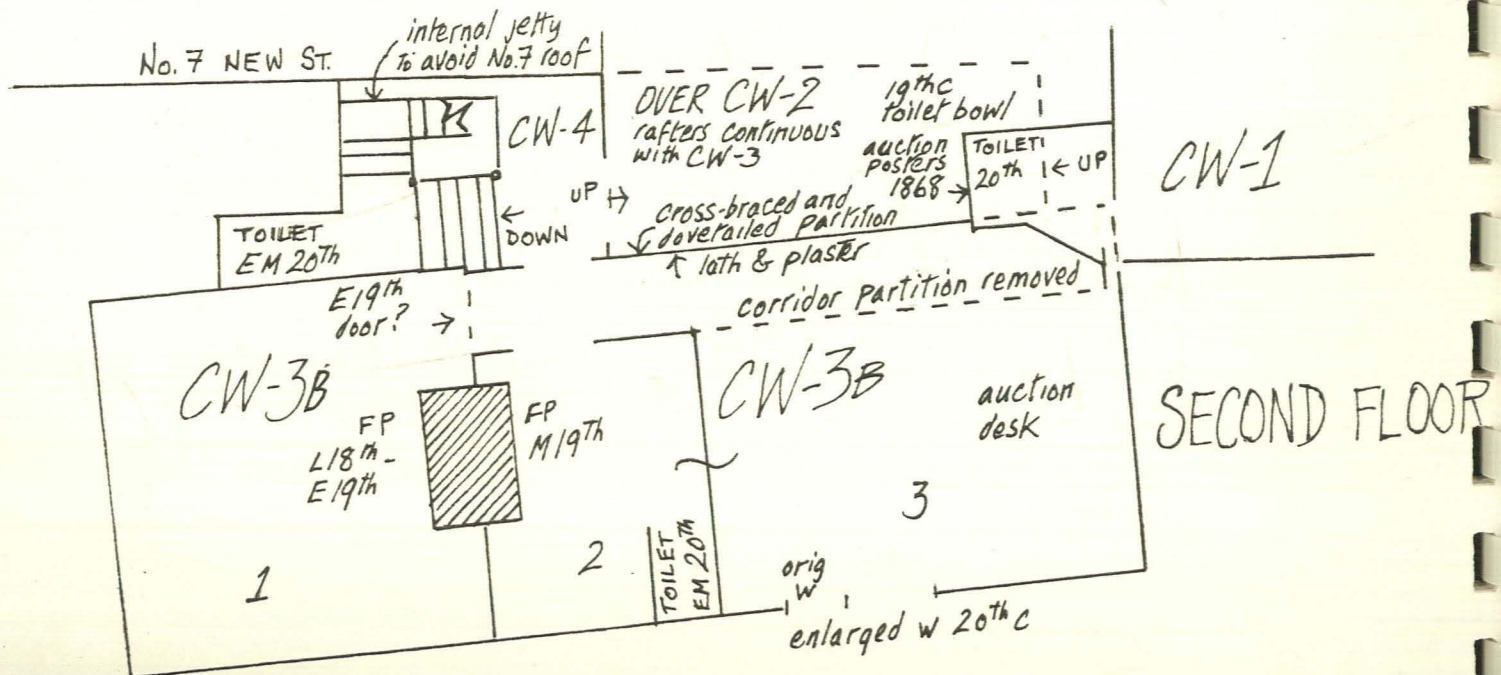 No. 7 NEW ST.
internal jetty
to avoid No.7 roof
CW-4
OVER CW-2
rafters continuous
with CW-3
19th C
toilet bowl
auction
posters
1868 →
TOILET
20th
← UP
CW-1
UP ↦
← DOWN
cross-braced and
dovetailed partition
↑ lath & plaster
TOILET
EM 20TH
E19th
door? →
corridor partition removed
CW-3B
FP
L18th -
E19th
FP
M19TH
CW-3B
auction
desk
SECOND FLOOR
1
2
TOILET
EM 20TH
3
orig
W
enlarged w 20th C